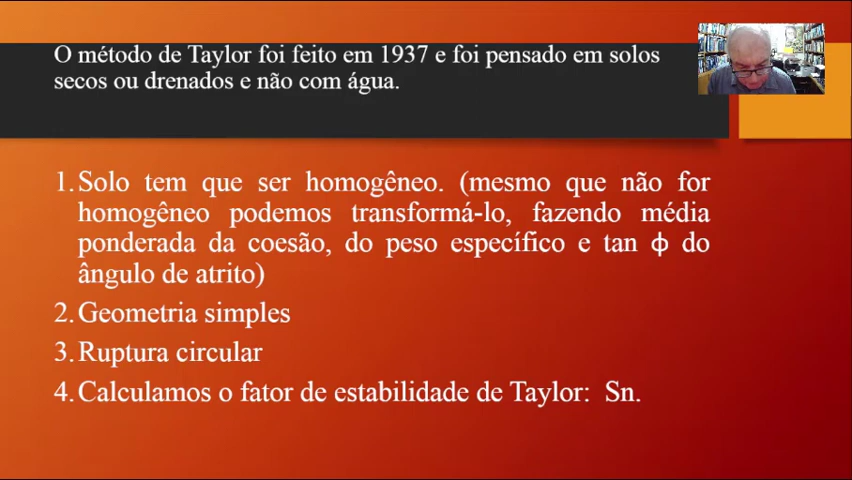 O método de Taylor foi feito em 1937 e foi pensado em solos
secos ou drenados e não com água.
1. Solo tem que ser homogêneo. (mesmo que não for
homogêneo podemos transformá-lo, fazendo média
ponderada da coesão, do peso específico e tan ϕ do
ângulo de atrito)
2. Geometria simples
3. Ruptura circular
4. Calculamos o fator de estabilidade de Taylor: Sn.